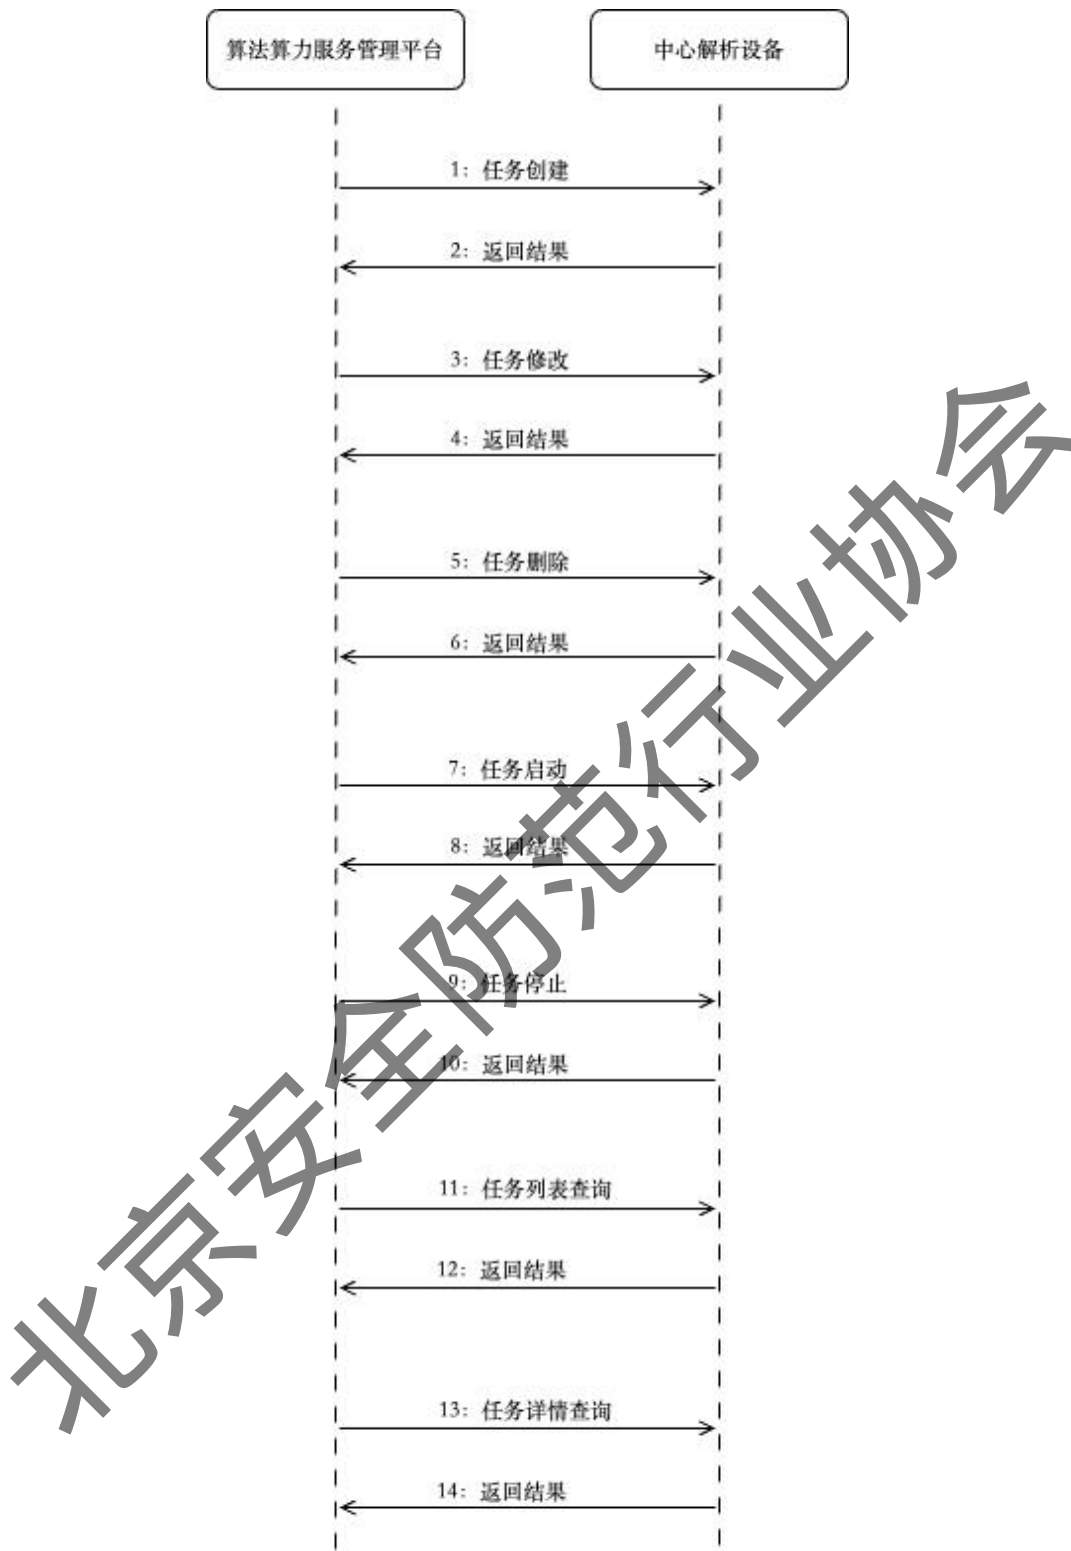 算法算力服务管理平台
中心解析设备
1：任务创建
2：返回结果
3：任务修改
4：返回结果
5：任务删除
6：返回结果
7：任务启动
8：返回结果
9：任务停止
10：返回结果
11：任务列表查询
12：返回结果
13：任务详情查询
14：返回结果
北京安全防范行业协会